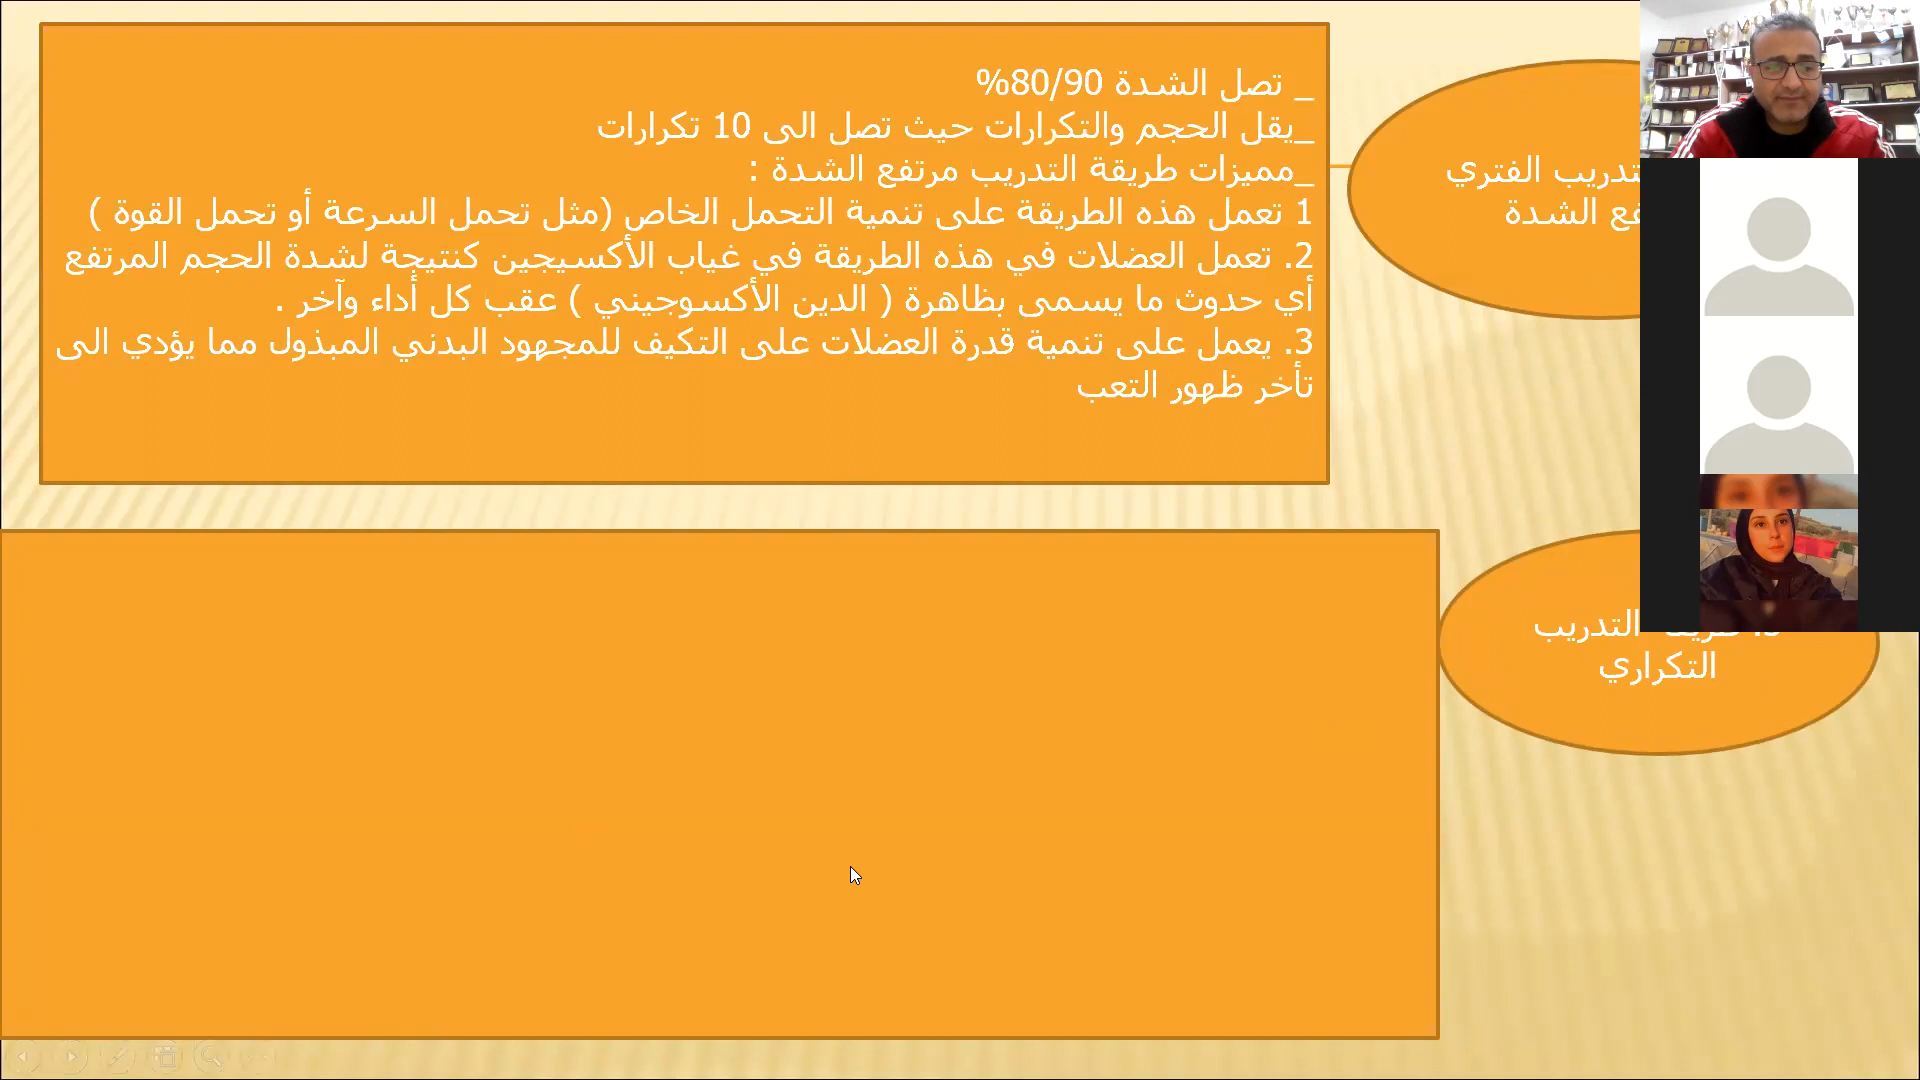 _ تصل الشدة 80/90%
_يقل الحجم والتكرارات حيث تصل الى 10 تكرارات
_مميزات طريقة التدريب مرتفع الشدة :
1 تعمل هذه الطريقة على تنمية التحمل الخاص (مثل تحمل السرعة أو تحمل القوة )
2. تعمل العضلات في هذه الطريقة في غياب الأكسيجين كنتيجة لشدة الحجم المرتفع
أي حدوث ما يسمى بظاهرة ( الدين الأكسوجيني ) عقب كل أداء وآخر .
3. يعمل على تنمية قدرة العضلات على التكيف للمجهود البدني المبذول مما يؤدي الى
تأخر ظهور التعب
الفتري
الشدة
التدريب
التكراري